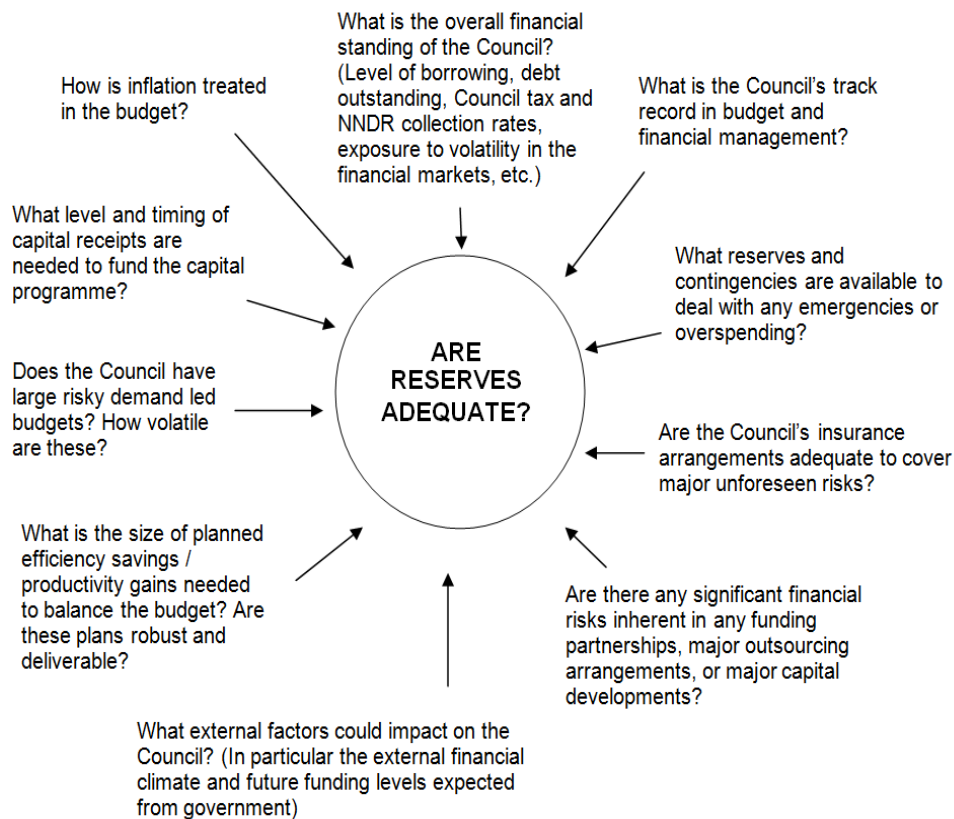 What is the overall financial
standing of the Council?
(Level of borrowing, debt
outstanding, Council tax and
NNDR collection rates,
exposure to volatility in the
financial markets, etc.)
How is inflation treated
in the budget?
What is the Council's track
record in budget and
financial management?
What level and timing of
capital receipts are
needed to fund the capital
programme?
What reserves and
contingencies are available to
deal with any emergencies or
overspending?
ARE
RESERVES
ADEQUATE?
Does the Council have
large risky demand led
budgets? How volatile
are these?
Are the Council's insurance
arrangements adequate to cover
major unforeseen risks?
What is the size of planned
efficiency savings /
productivity gains needed
to balance the budget? Are
these plans robust and
deliverable?
Are there any significant financial
risks inherent in any funding
partnerships, major outsourcing
arrangements, or major capital
developments?
What external factors could impact on the
Council? (In particular the external financial
climate and future funding levels expected
from government)